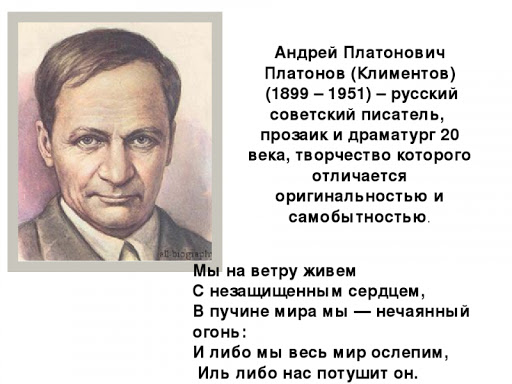 Андрей Платонович
Платонов (Климентов)
(1899 – 1951) – русский
советский писатель,
прозаик и драматург 20
века, творчество которого
отличается
оригинальностью и
самобытностью.
Мы на ветру живем
С незащищенным сердцем,
В пучине мира мы — нечаянный
огонь:
И либо мы весь мир ослепим,
Иль либо нас потушит он.